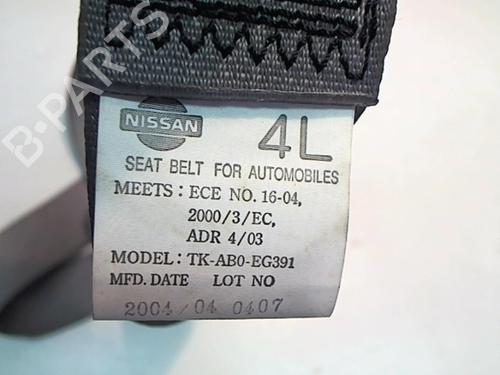 B-PARTS
NISSAN
4L
SEAT BELT FOR AUTOMOBILES
MEETS : ECE NO. 16-04,
2000/3/EC,
ADR 4/03
MODEL: TK-AB0-EG391
MFD. DATE LOT NO
2004/04 0407